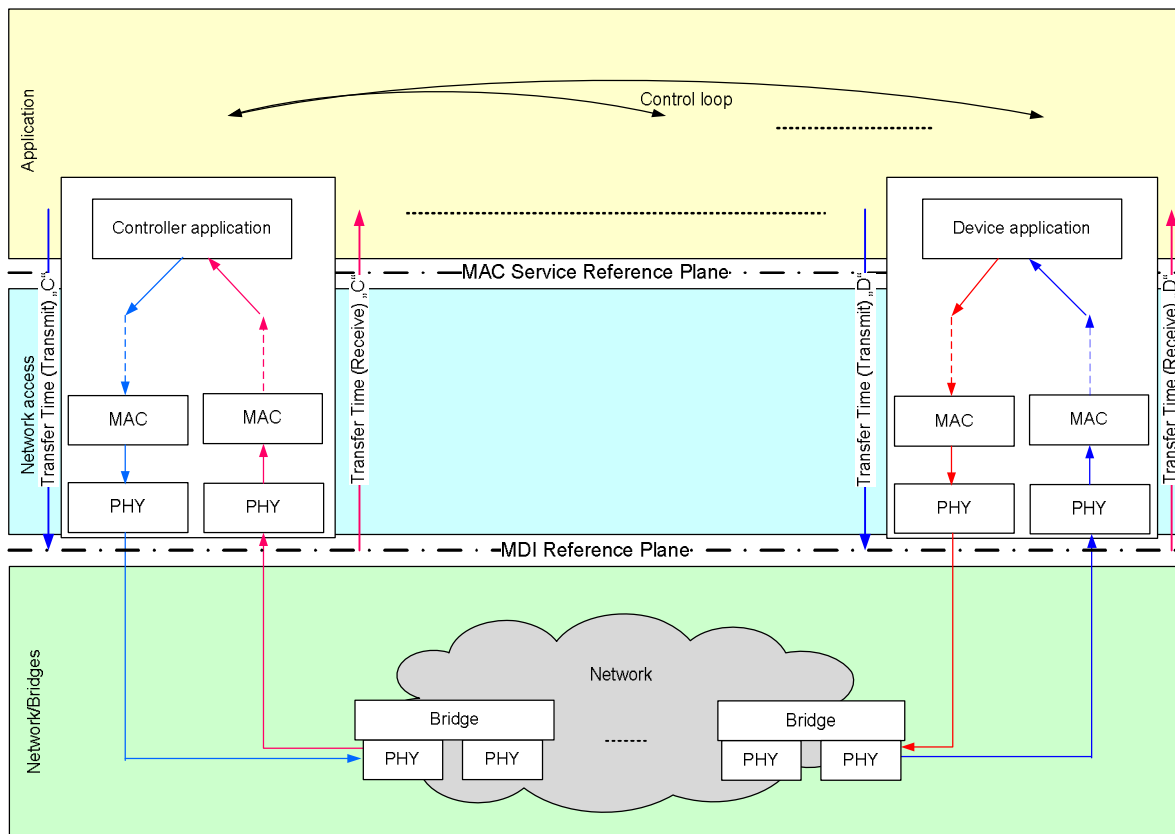 Application
Control loop
Controller application
Device application
MAC Service Reference Plane
Network access
Transfer Time (Transmit) „C“
Transfer Time (Receive) „C“
Transfer Time (Transmit) „D“
Transfer Time (Receive) „D“
MAC
MAC
MAC
MAC
PHY
PHY
PHY
PHY
MDI Reference Plane
Network/Bridges
Network
Bridge
Bridge
PHY
PHY
PHY
PHY